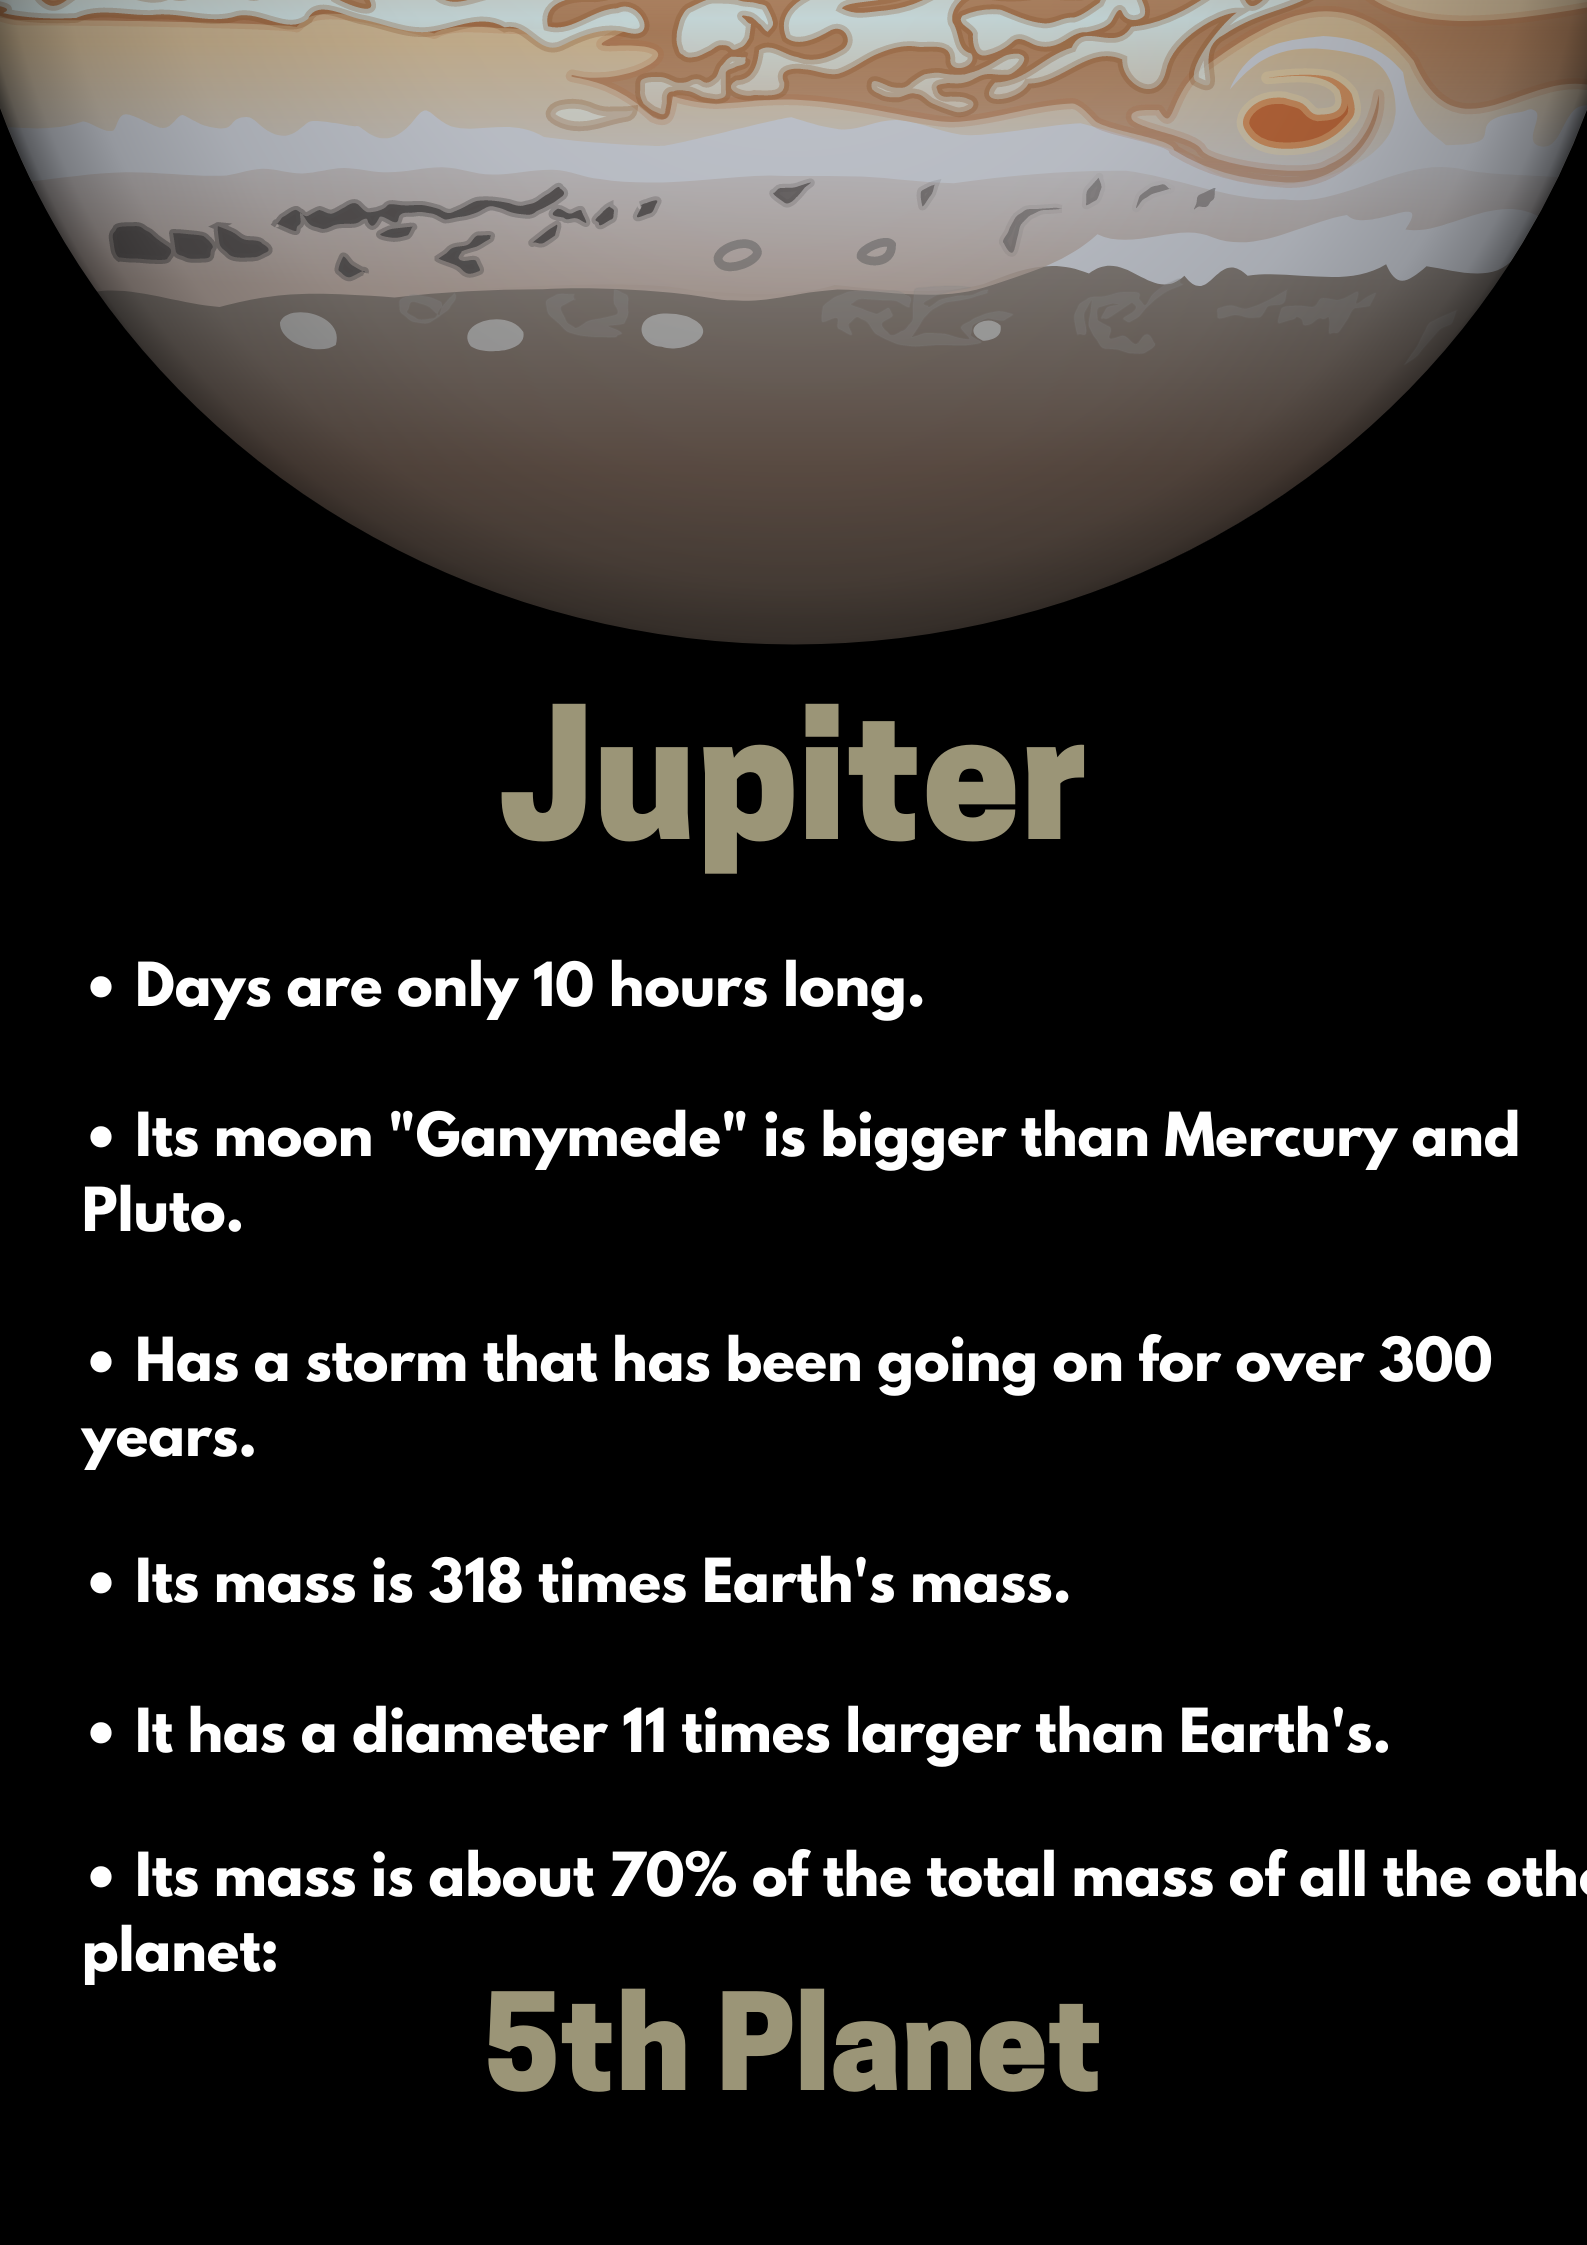 Jupiter
• Days are only 10 hours long.
• Its moon "Ganymede" is bigger than Mercury and
Pluto.
• Has a storm that has been going on for over 300
years.
• Its mass is 318 times Earth's mass.
• It has a diameter 11 times larger than Earth's.
• Its mass is about 70% of the total mass of all the
planet:
5th Planet